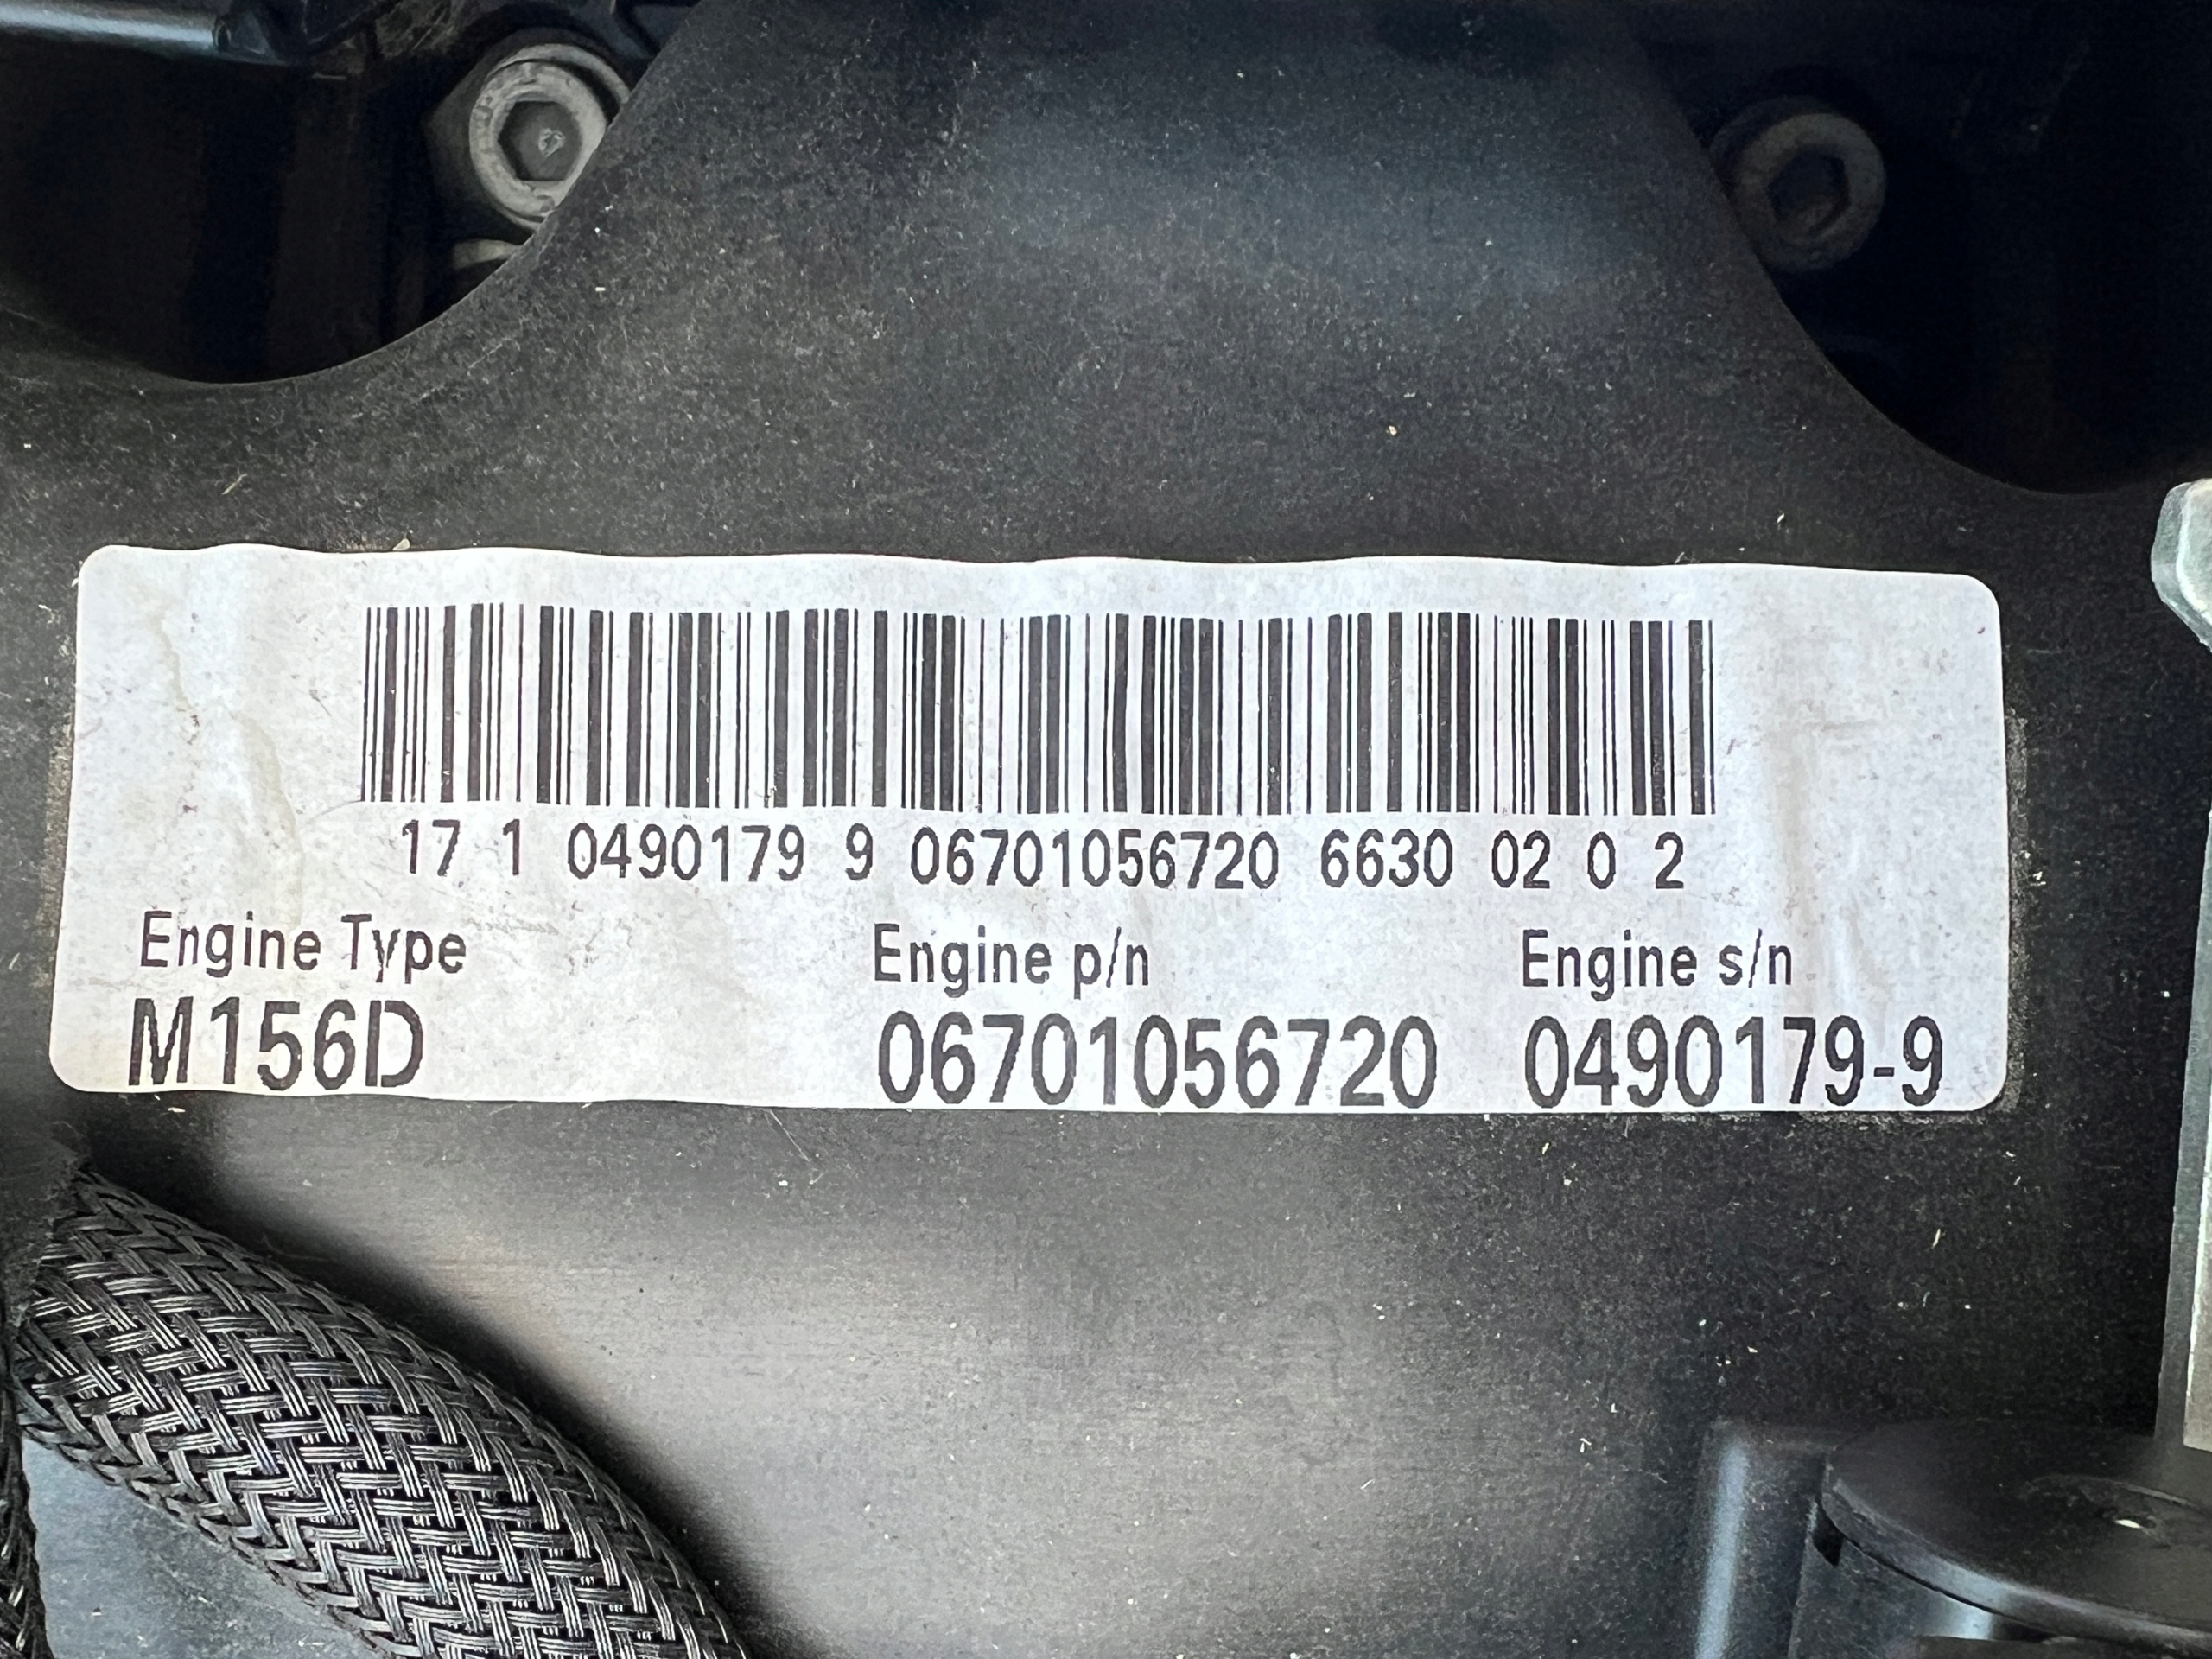 17 1 0490179 9 06701056720 6630 02 0 2
Engine Type Engine p/n Engine s/n
M156D 06701056720 0490179-9